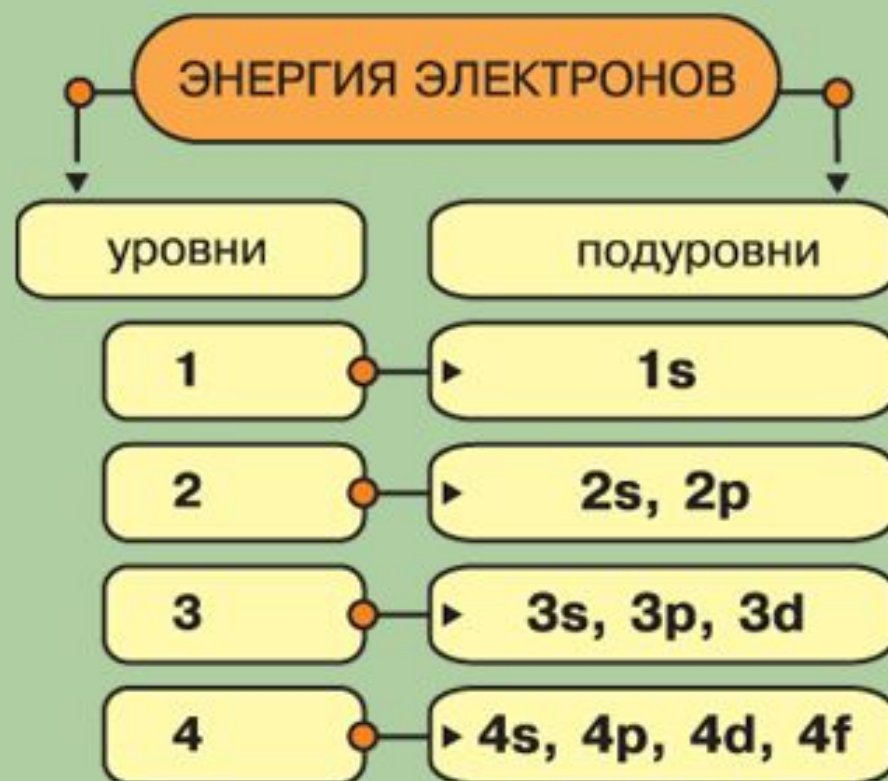 ЭНЕРГИЯ ЭЛЕКТРОНОВ
уровни подуровни
1 1s
2 2s, 2p
3 3s, 3p, 3d
4 4s, 4p, 4d, 4f